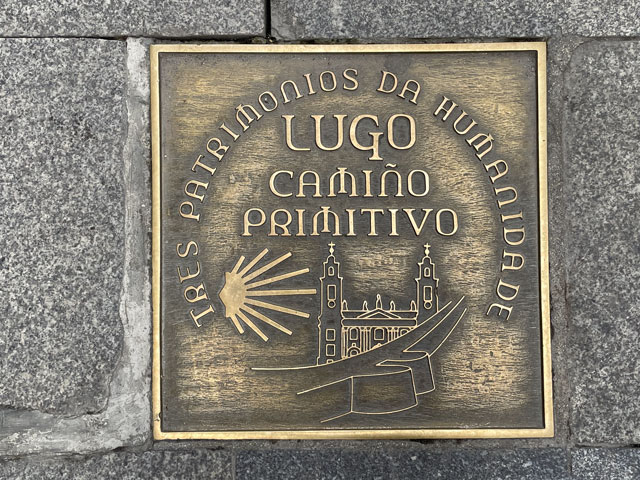 TRES PATRIMONIOS DA HUMANIDADE
LUGO
CAMIÑO
PRIMITIVO